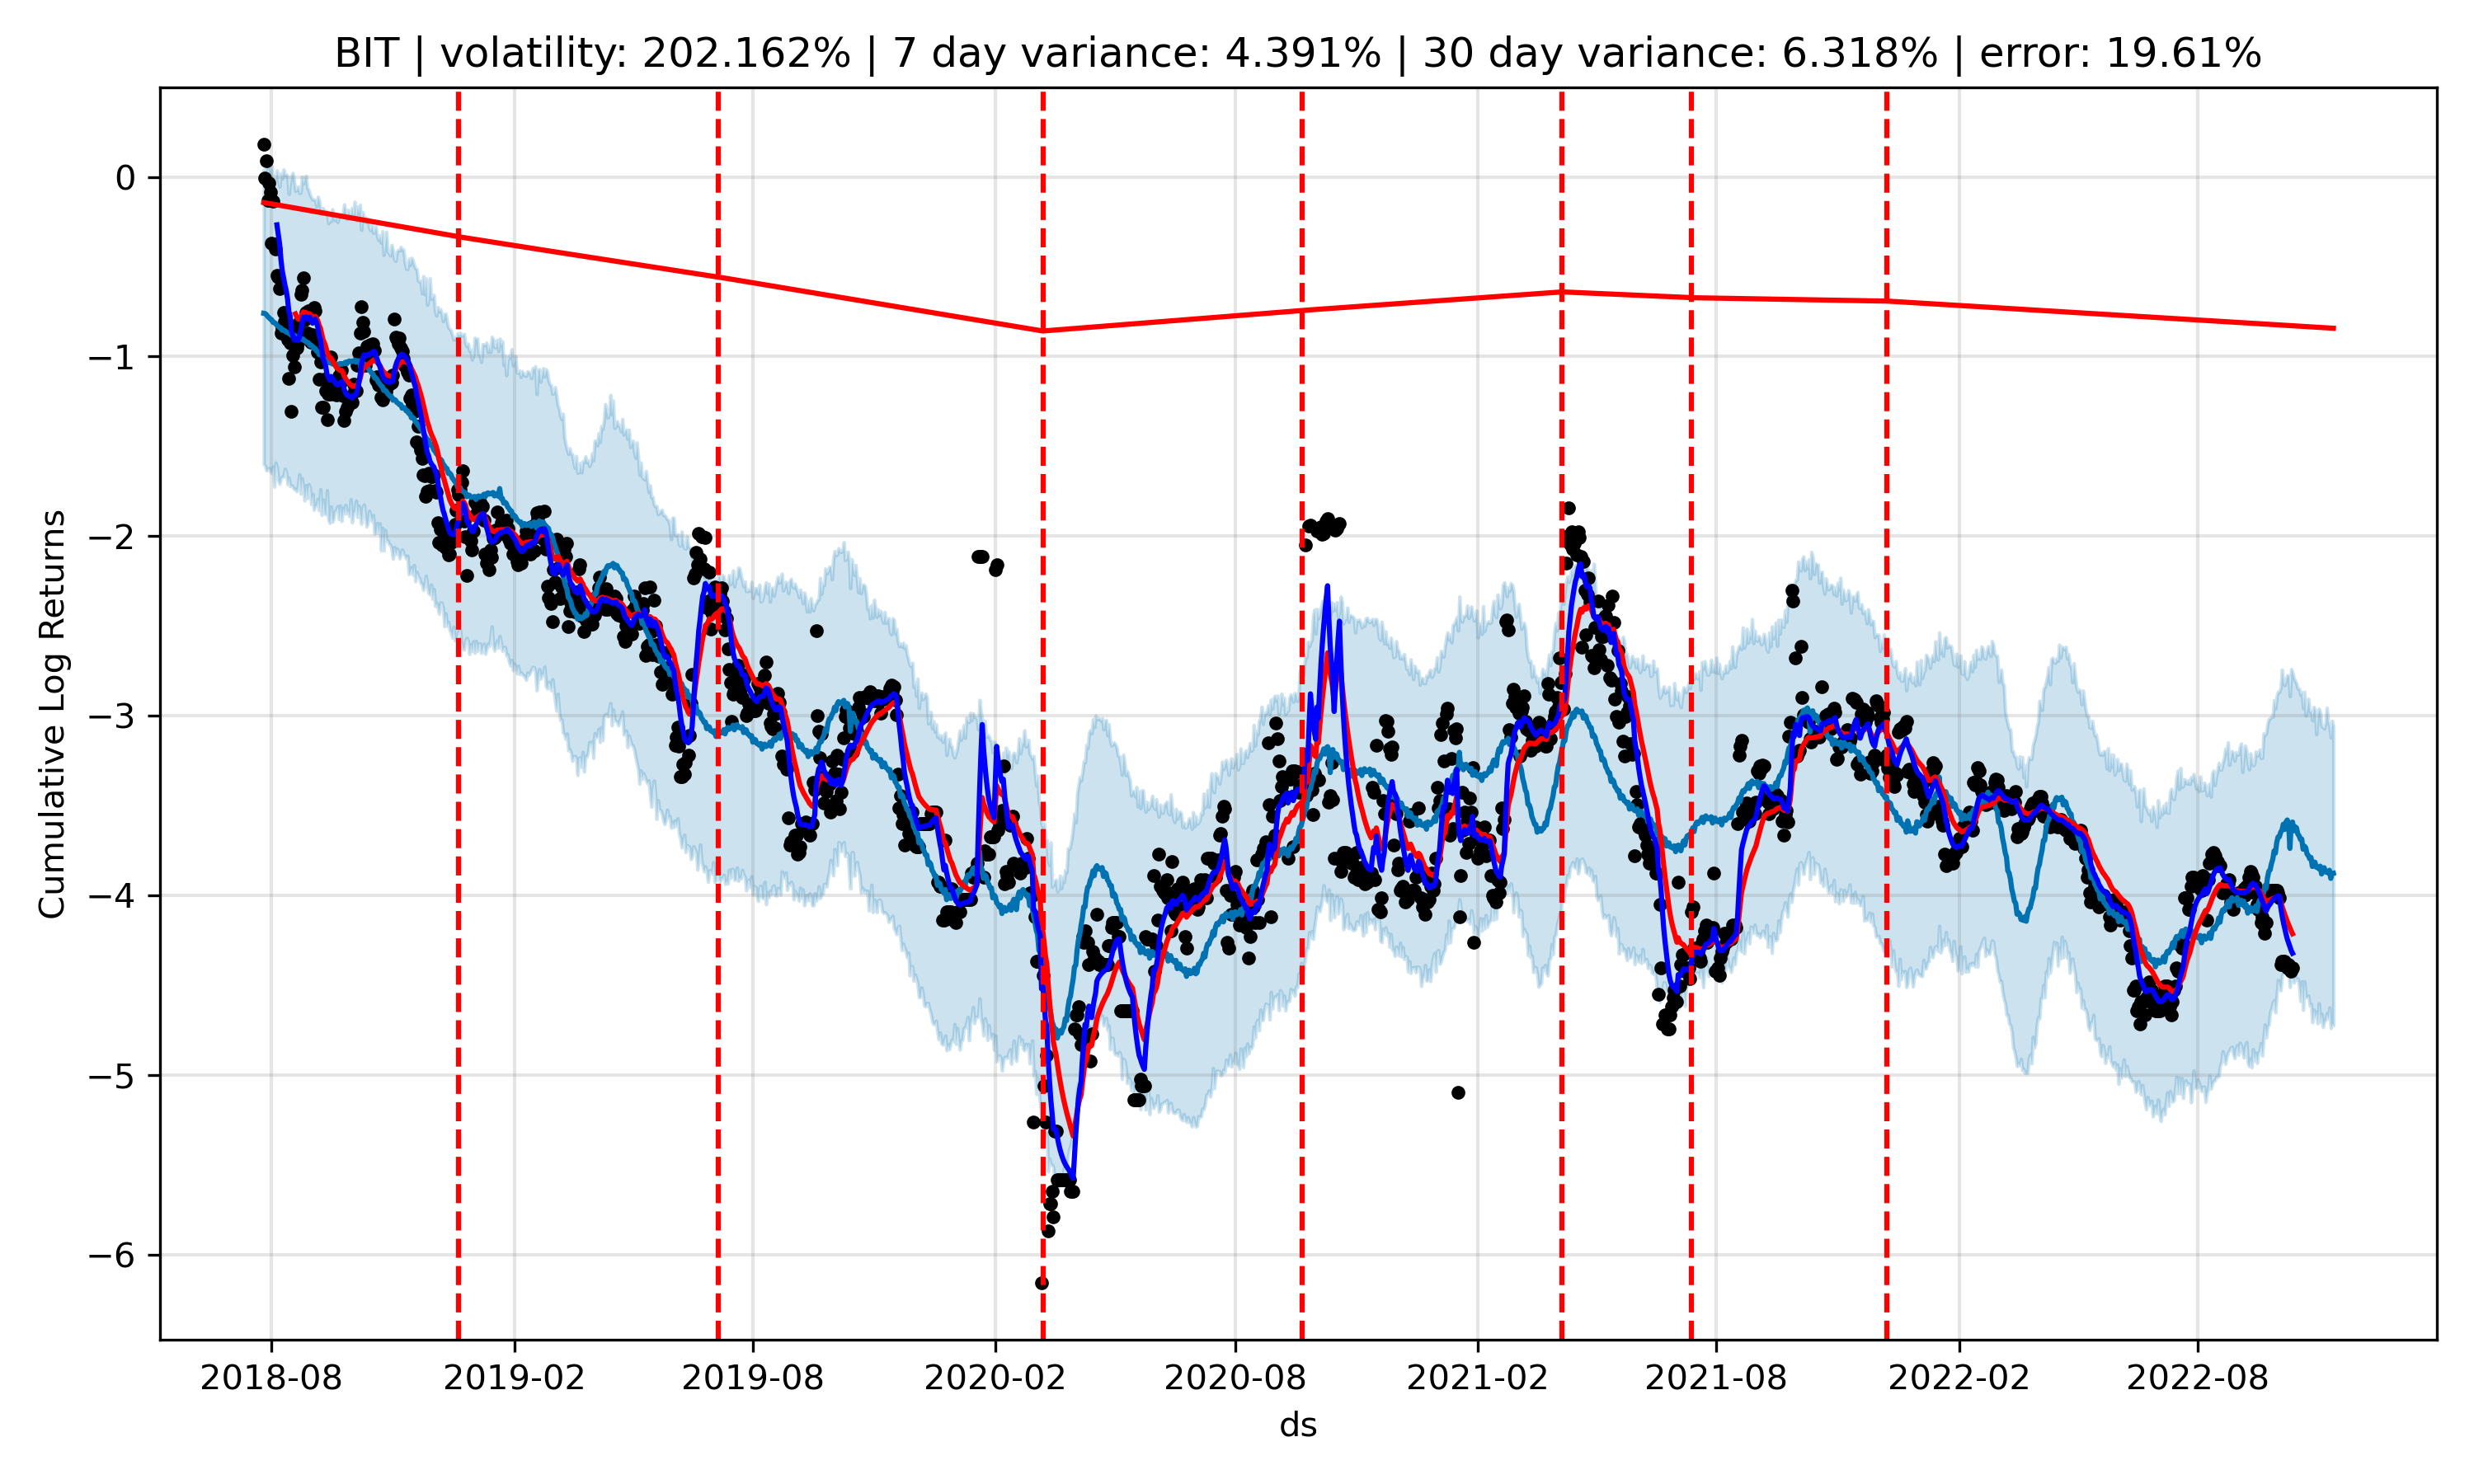 BIT | volatility: 202.162% | 7 day variance: 4.391% | 30 day variance: 6.318% | error: 19.61%
Cumulative Log Returns
0
−1
−2
−3
−4
−5
−6
2018-08 2019-02 2019-08 2020-02 2020-08 2021-02 2021-08 2022-02 2022-08
ds